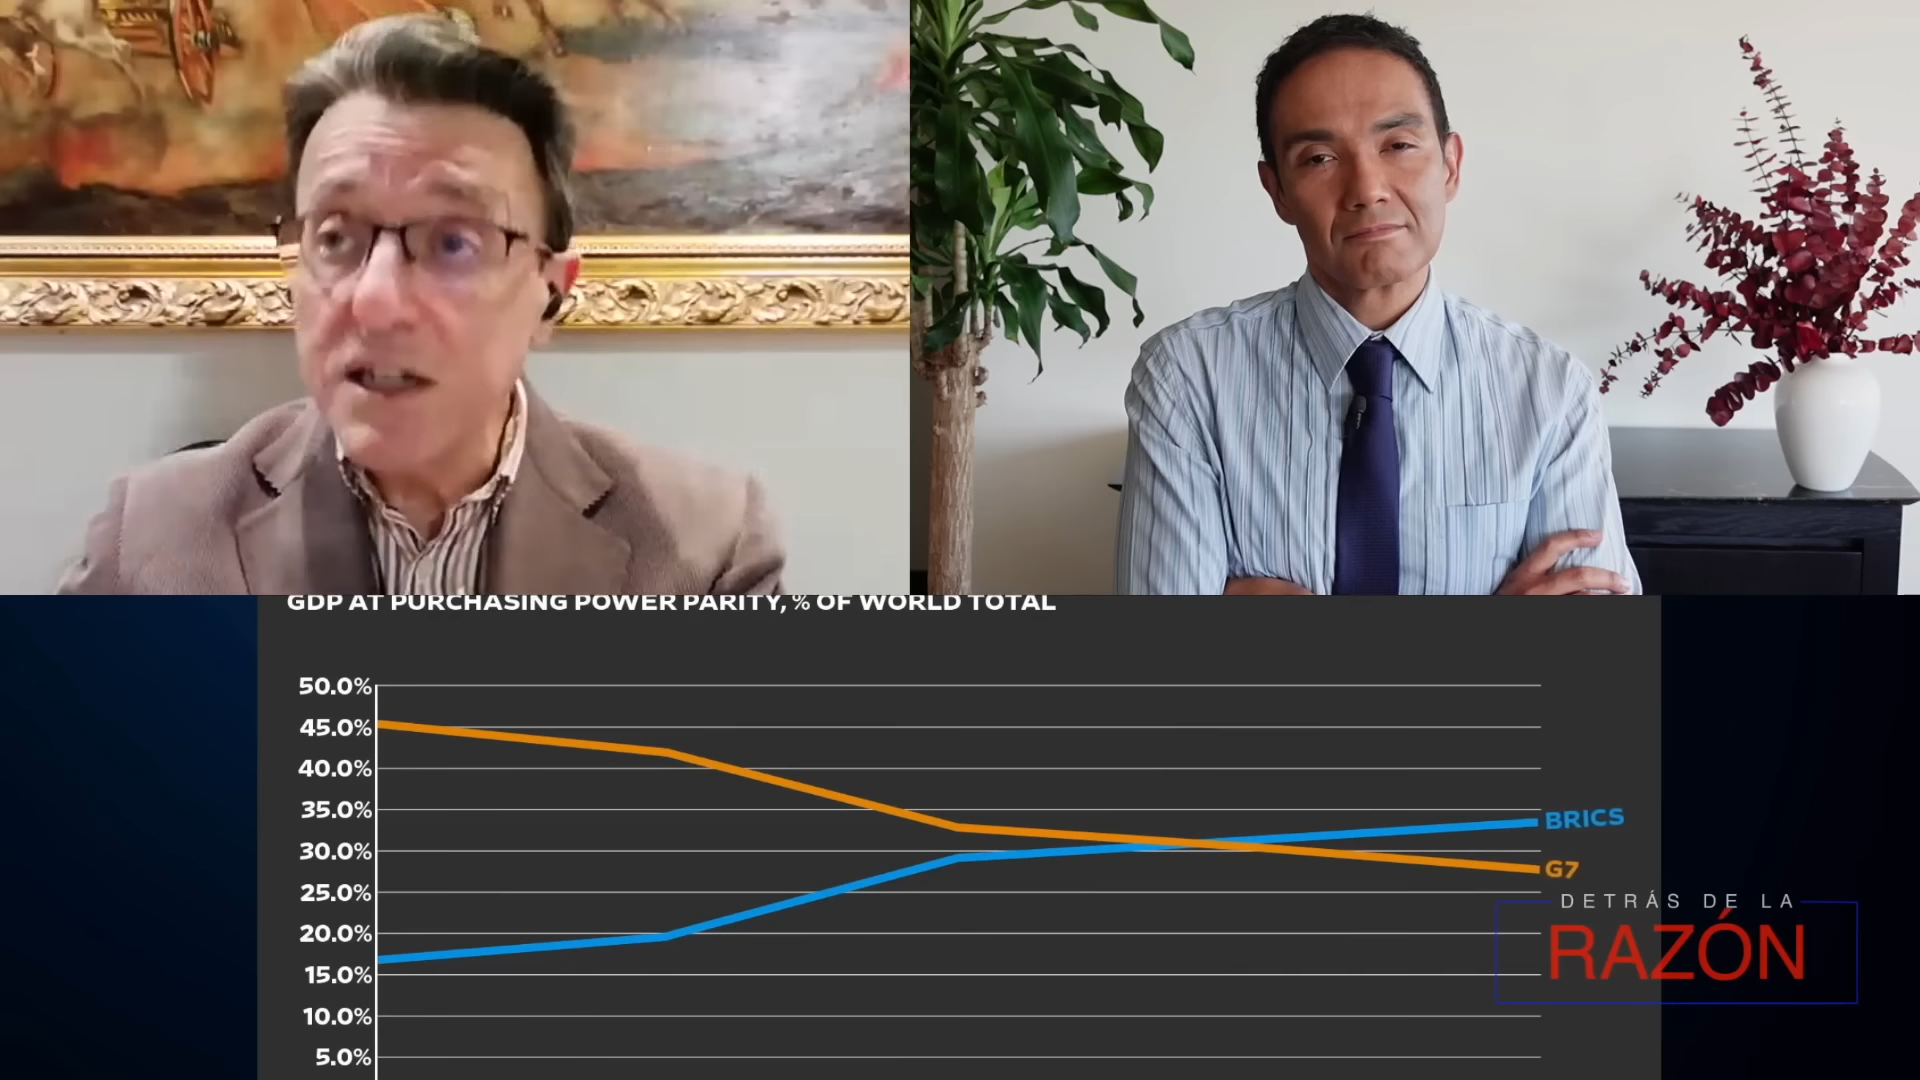 GDP AT PURCHASING POWER PARITY, % OF WORLD TOTAL
50.0%
45.0%
40.0%
35.0%
30.0%
25.0%
20.0%
15.0%
10.0%
5.0%
BRICS
G7
DETRÁS DE LA
RAZÓN